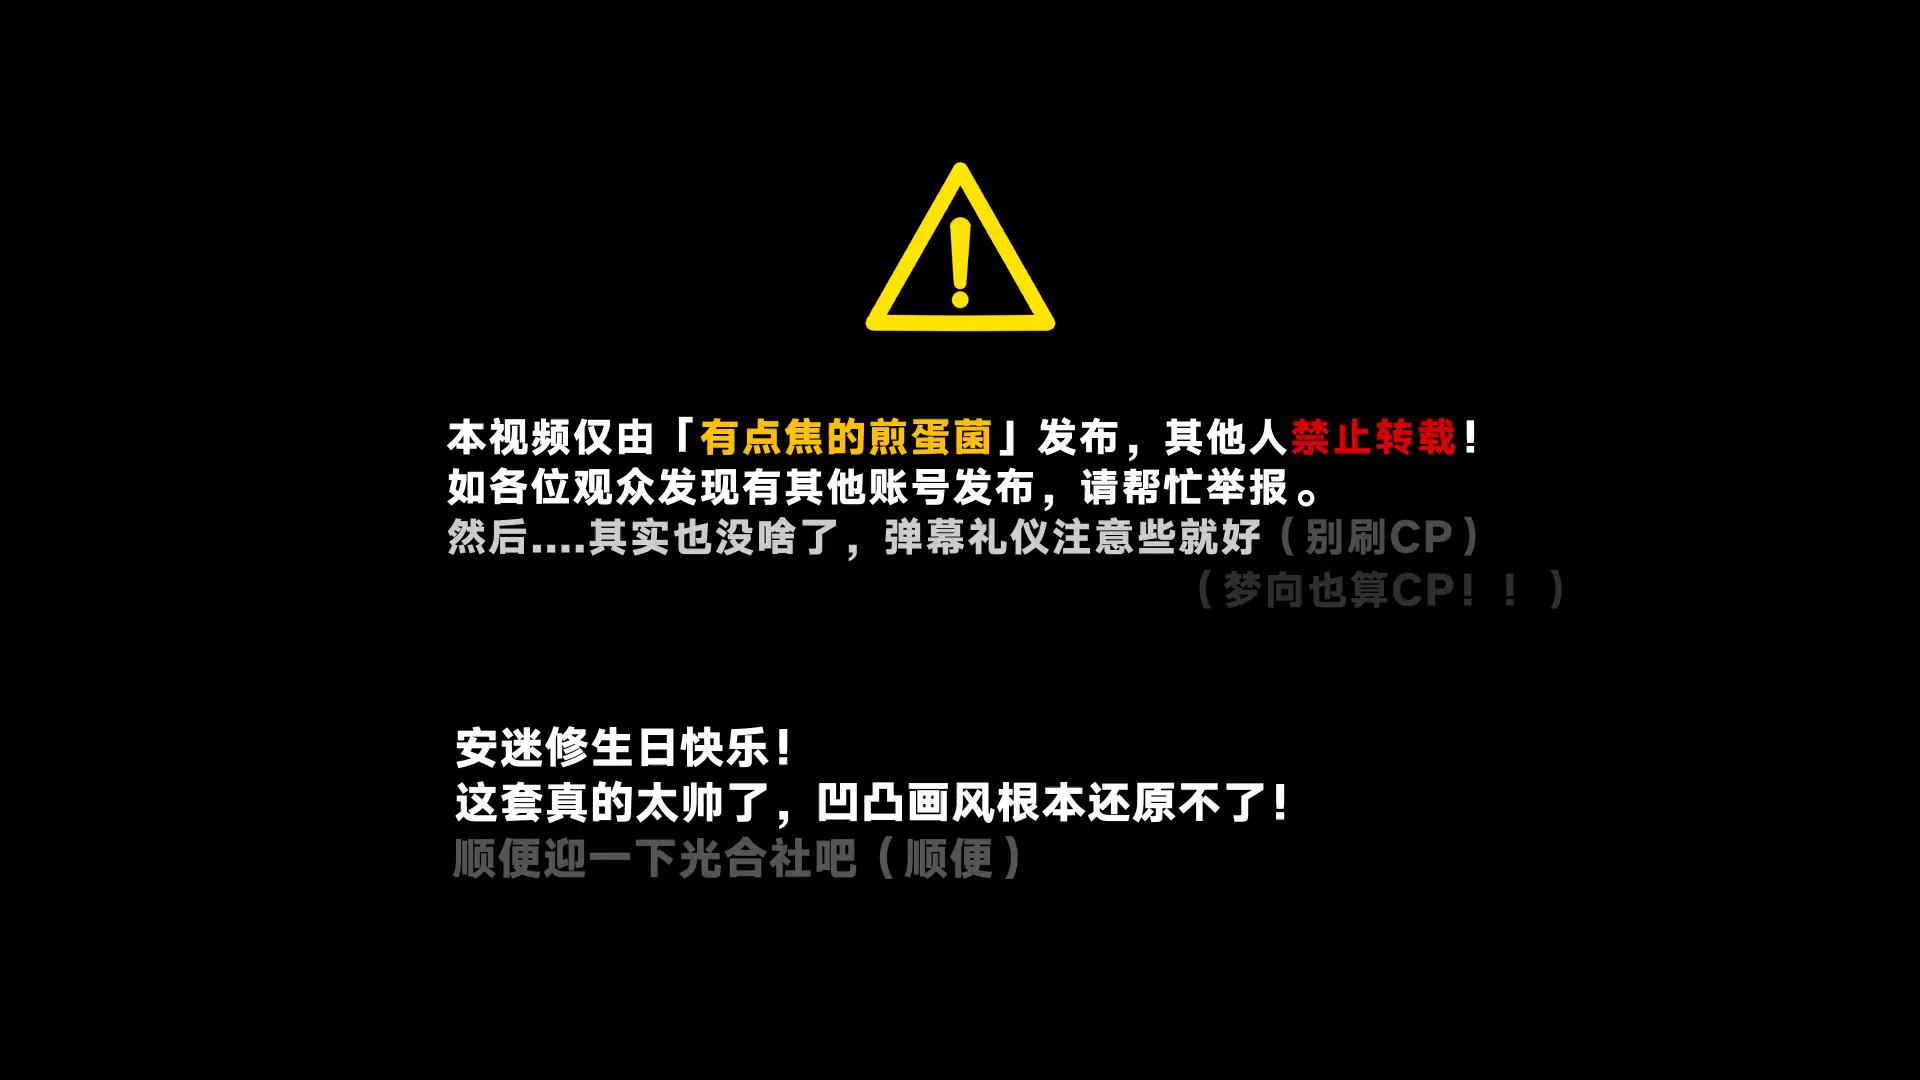 本视频仅由「有点焦的煎蛋菌」发布，其他人禁止转载！
如各位观众发现有其他账号发布，请帮忙举报。
然后....其实也没啥了，弹幕礼仪注意些就好（别刷CP）
（梦向也算CP！！）
安迷修生日快乐！
这套真的太帅了，凹凸画风根本还原不了！
顺便迎一下光合社吧（顺便）